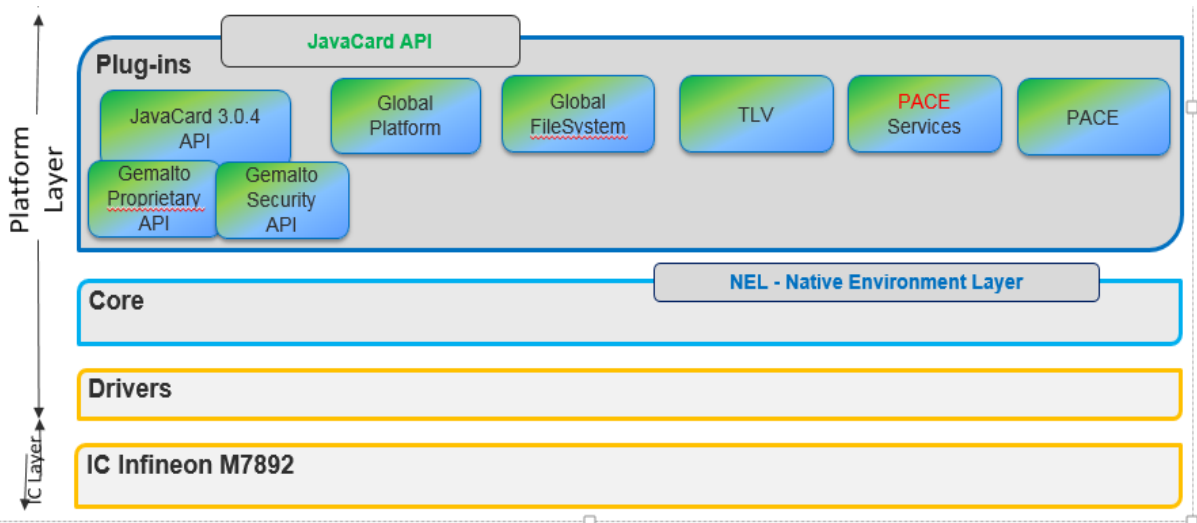 JavaCard API
Plug-ins
JavaCard 3.0.4
API
Global
Platform
Global
FileSystem
TLV
PACE
Services
PACE
Gemalto
Proprietary
API
Gemalto
Security
API
Platform
Layer
NEL - Native Environment Layer
Core
Drivers
IC Layer
IC Infineon M7892